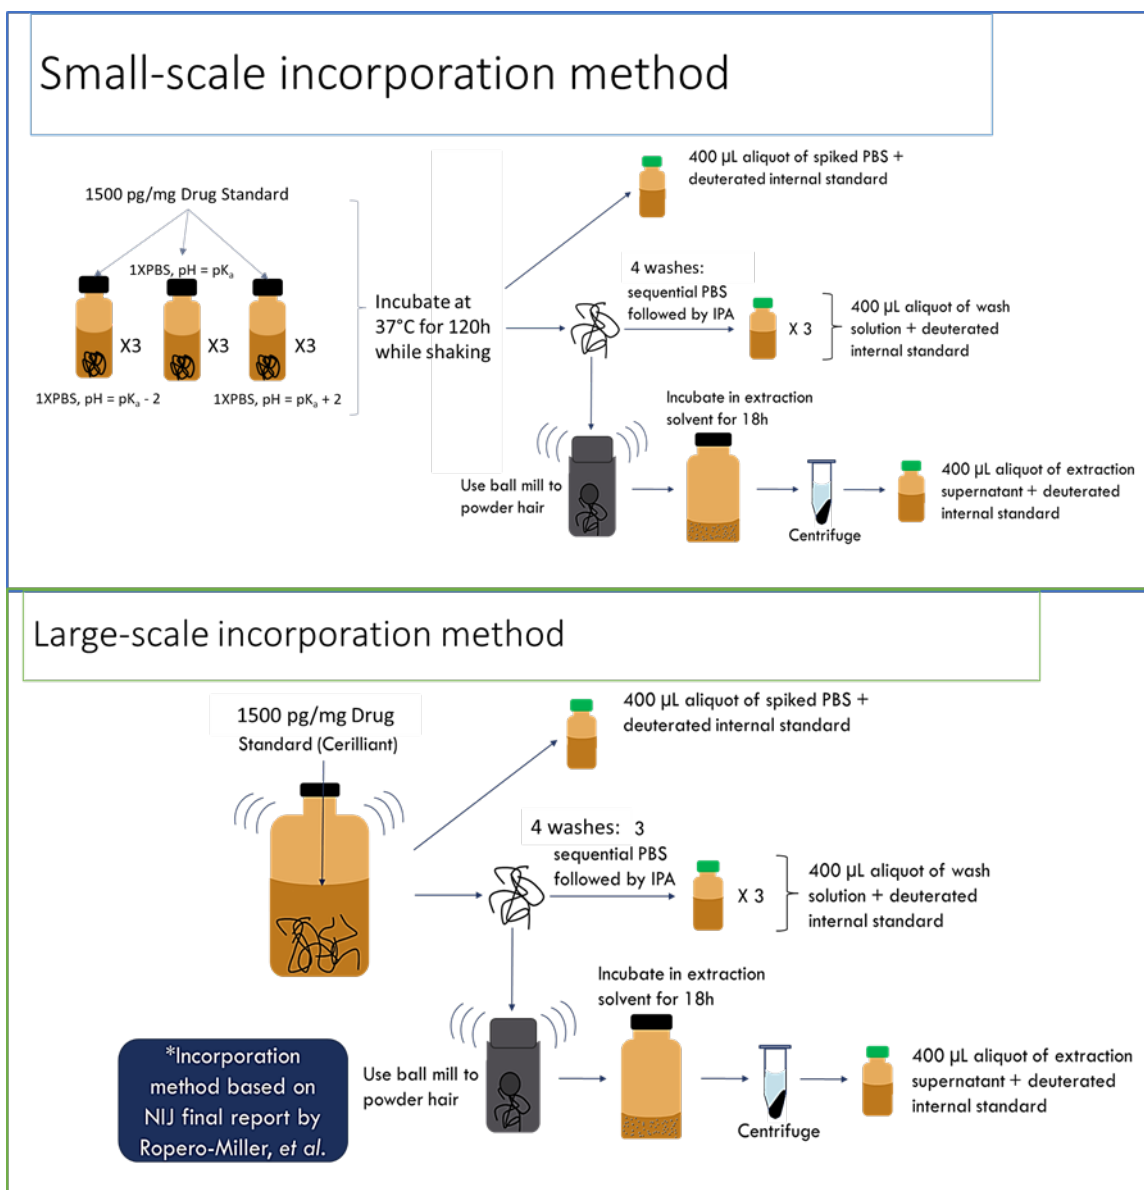 Small-scale incorporation method
1500 pg/mg Drug Standard
1XPBS, pH = pKₐ
X3
X3
X3
1XPBS, pH = pKₐ - 2
1XPBS, pH = pKₐ + 2
Incubate at
37°C for 120h
while shaking
400 µL aliquot of spiked PBS +
deuterated internal standard
4 washes:
sequential PBS
followed by IPA
X 3
400 µL aliquot of wash
solution + deuterated
internal standard
Use ball mill to
powder hair
Incubate in extraction
solvent for 18h
Centrifuge
400 µL aliquot of extraction
supernatant + deuterated
internal standard
Large-scale incorporation method
1500 pg/mg Drug
Standard (Cerilliant)
400 µL aliquot of spiked PBS +
deuterated internal standard
4 washes: 3
sequential PBS
followed by IPA
X 3
400 µL aliquot of wash
solution + deuterated
internal standard
Use ball mill to
powder hair
Incubate in extraction
solvent for 18h
Centrifuge
400 µL aliquot of extraction
supernatant + deuterated
internal standard
*Incorporation
method based on
NIJ final report by
Ropero-Miller, et al.